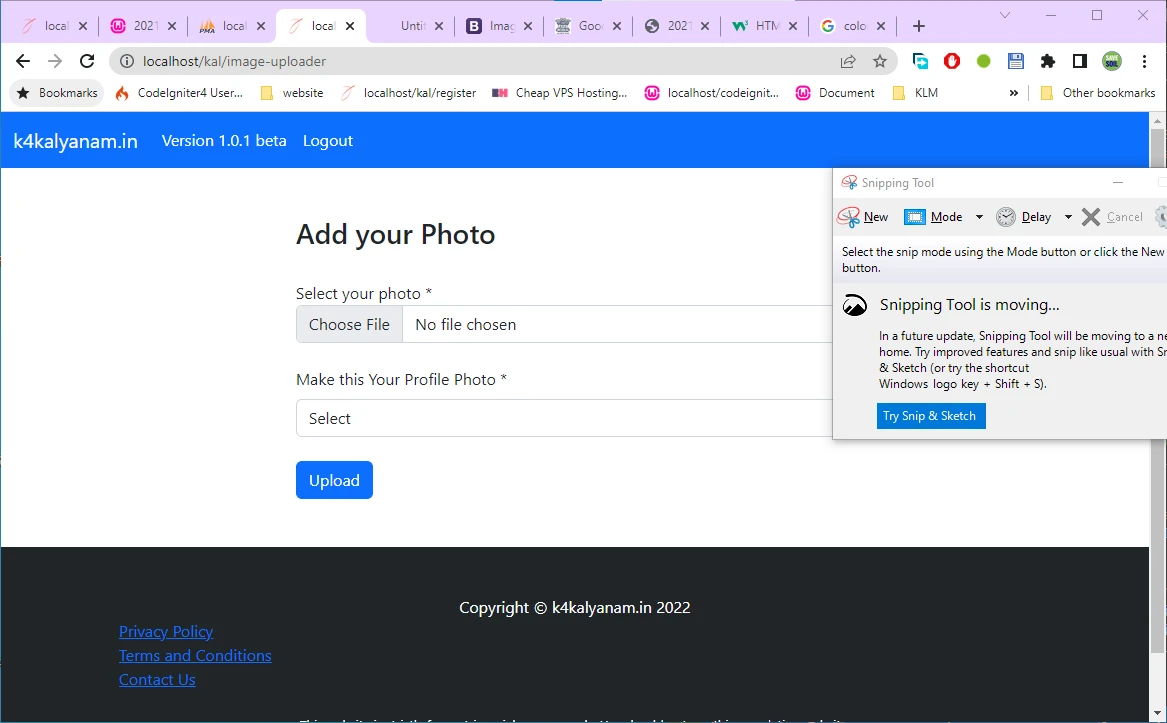 local
2021
local
local
Unti
Imag
Goo
2021
HTM
colo
localhost/kal/image-uploader
Bookmarks
CodeIgniter4 User...
website
localhost/kal/register
Cheap VPS Hosting...
localhost/codeignit...
Document
KLM
»
Other bookmarks
k4kalyanam.in
Version 1.0.1 beta
Logout
Snipping Tool
New
Mode
Delay
Cancel
Select the snip mode using the Mode button or click the New
button.
Snipping Tool is moving...
In a future update, Snipping Tool will be moving to a ne
home. Try improved features and snip like usual with Sn
& Sketch (or try the shortcut
Windows logo key + Shift + S).
Try Snip & Sketch
Add your Photo
Select your photo *
Choose File
No file chosen
Make this Your Profile Photo *
Select
Upload
Copyright © k4kalyanam.in 2022
Privacy Policy
Terms and Conditions
Contact Us